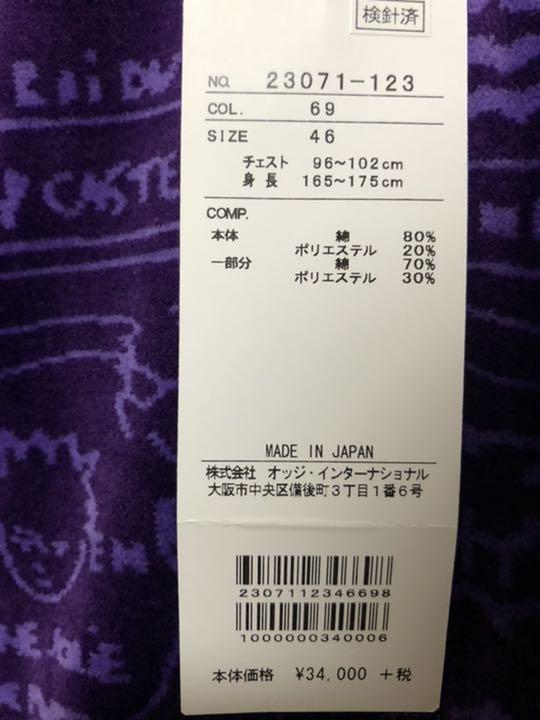 検針済
NO. 23071-123
COL. 69
SIZE 46
チェスト 96~102cm
身長 165~175cm
COMP.
本体 綿 80%
ポリエステル 20%
一部分 綿 70%
ポリエステル 30%
MADE IN JAPAN
株式会社 オッジ・インターナショナル
大阪市中央区備後町3丁目1番6号
2307112346698
1000000340006
本体価格 ¥34,000 +税
CASTE